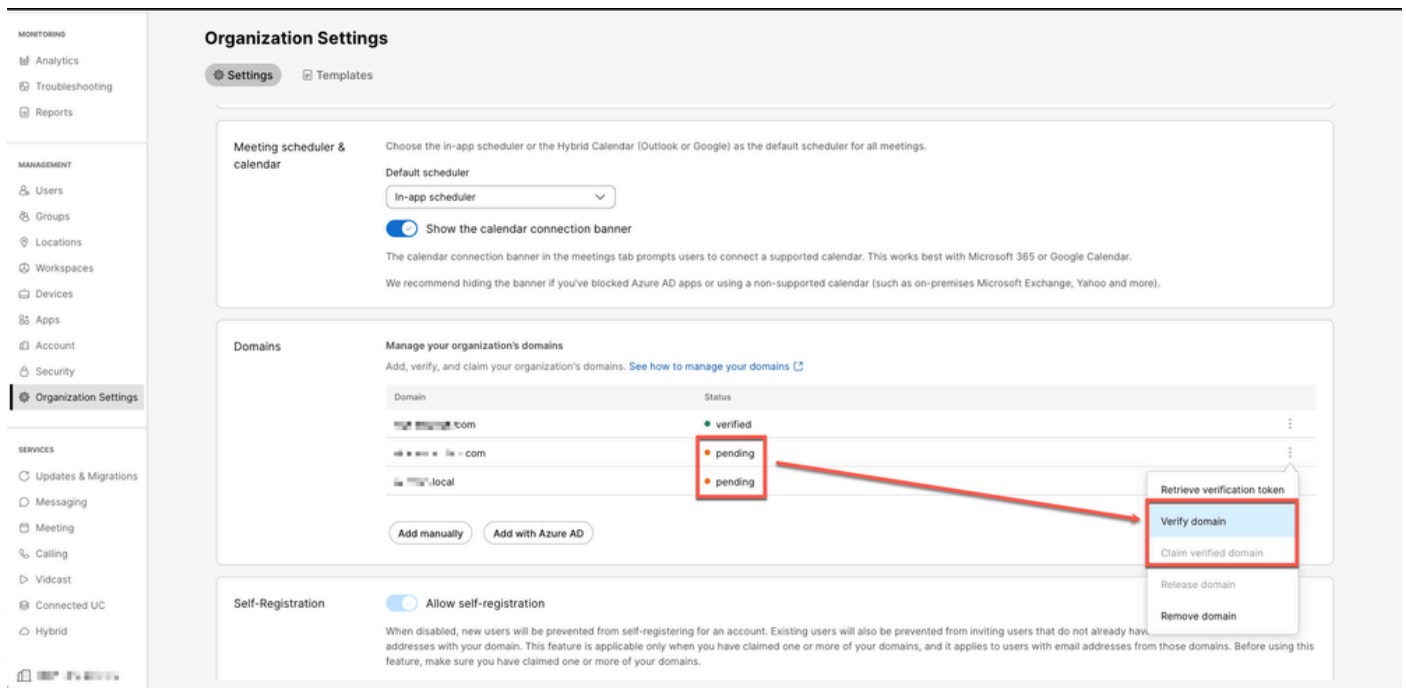 MONITORING
Analytics
Troubleshooting
Reports
MANAGEMENT
Users
Groups
Locations
Workspaces
Devices
Apps
Account
Security
Organization Settings
SERVICES
Updates & Migrations
Messaging
Meeting
Calling
Vidcast
Connected UC
Hybrid
Organization Settings
Settings
Templates
Meeting scheduler &
calendar
Choose the in-app scheduler or the Hybrid Calendar (Outlook or Google) as the default scheduler for all meetings.
Default scheduler
In-app scheduler
Show the calendar connection banner
The calendar connection banner in the meetings tab prompts users to connect a supported calendar. This works best with Microsoft 365 or Google Calendar.
We recommend hiding the banner if you've blocked Azure AD apps or using a non-supported calendar (such as on-premises Microsoft Exchange, Yahoo and more).
Domains
Manage your organization's domains
Add, verify, and claim your organization's domains. See how to manage your domains
Domain Status
.com verified
.com pending
.local pending
Retrieve verification token
Verify domain
Claim verified domain
Release domain
Remove domain
Add manually
Add with Azure AD
Self-Registration
Allow self-registration
When disabled, new users will be prevented from self-registering for an account. Existing users will also be prevented from inviting users that do not already
addresses with your domain. This feature is applicable only when you have claimed one or more of your domains, and it applies to users with email addresses from those domains. Before using this
feature, make sure you have claimed one or more of your domains.